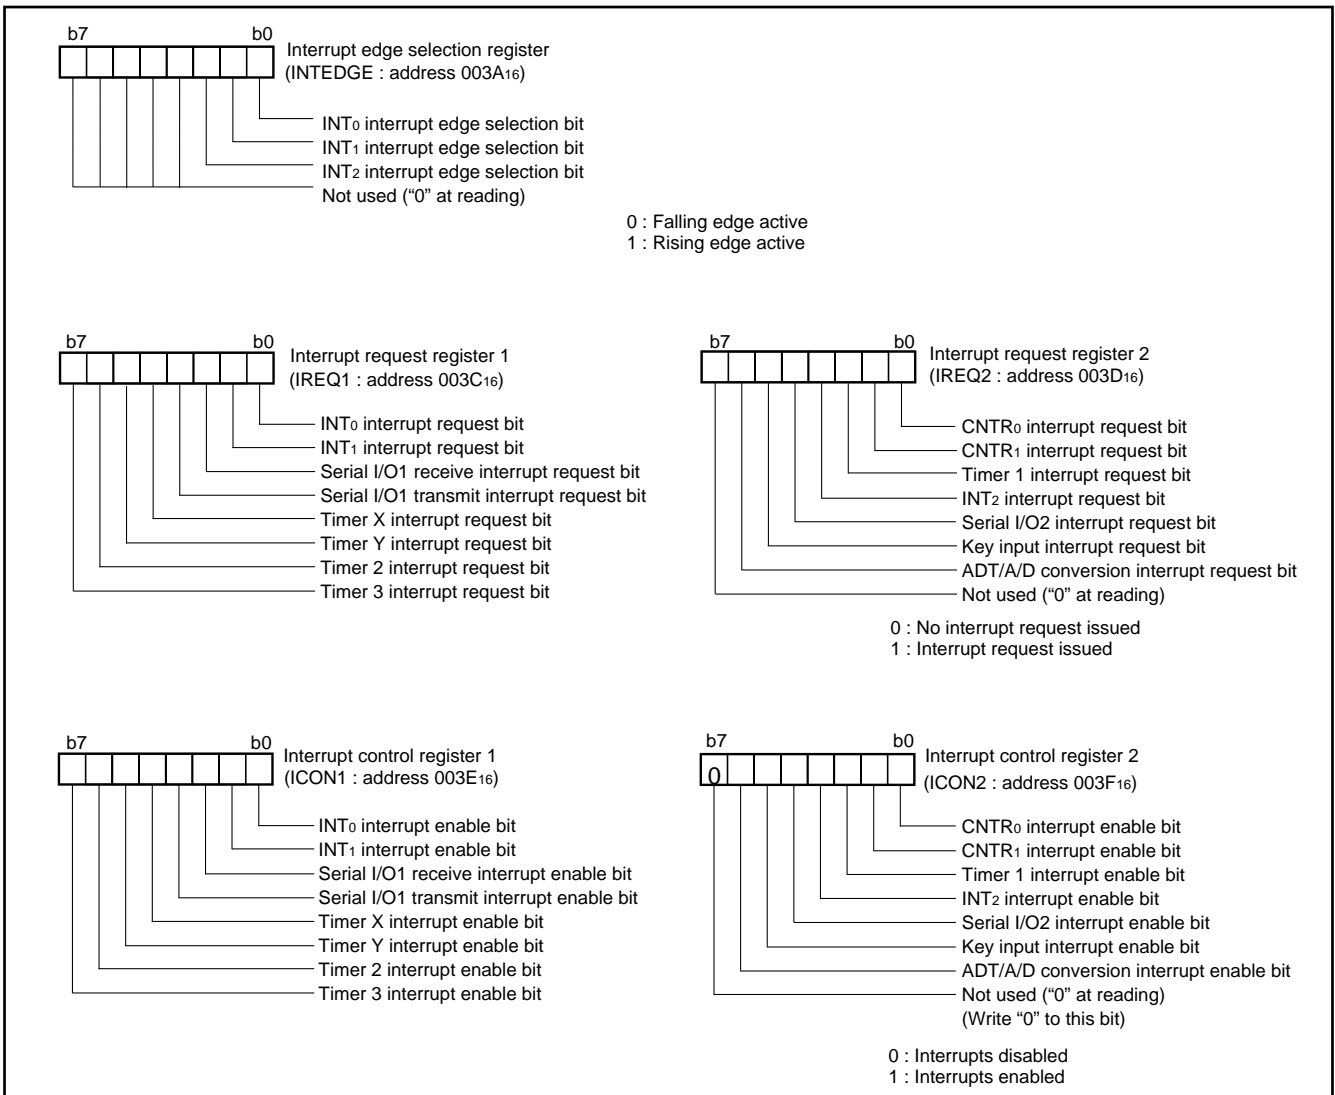 b7 b0
Interrupt edge selection register
(INTEDGE : address 003A16)
INT0 interrupt edge selection bit
INT1 interrupt edge selection bit
INT2 interrupt edge selection bit
Not used (“0” at reading)
0 : Falling edge active
1 : Rising edge active
b7 b0
Interrupt request register 1
(IREQ1 : address 003C16)
INT0 interrupt request bit
INT1 interrupt request bit
Serial I/O1 receive interrupt request bit
Serial I/O1 transmit interrupt request bit
Timer X interrupt request bit
Timer Y interrupt request bit
Timer 2 interrupt request bit
Timer 3 interrupt request bit
b7 b0
Interrupt request register 2
(IREQ2 : address 003D16)
CNTR0 interrupt request bit
CNTR1 interrupt request bit
Timer 1 interrupt request bit
INT2 interrupt request bit
Serial I/O2 interrupt request bit
Key input interrupt request bit
ADT/A/D conversion interrupt request bit
Not used (“0” at reading)
0 : No interrupt request issued
1 : Interrupt request issued
b7 b0
Interrupt control register 1
(ICON1 : address 003E16)
INT0 interrupt enable bit
INT1 interrupt enable bit
Serial I/O1 receive interrupt enable bit
Serial I/O1 transmit interrupt enable bit
Timer X interrupt enable bit
Timer Y interrupt enable bit
Timer 2 interrupt enable bit
Timer 3 interrupt enable bit
b7 b0
Interrupt control register 2
0
(ICON2 : address 003F16)
CNTR0 interrupt enable bit
CNTR1 interrupt enable bit
Timer 1 interrupt enable bit
INT2 interrupt enable bit
Serial I/O2 interrupt enable bit
Key input interrupt enable bit
ADT/A/D conversion interrupt enable bit
Not used (“0” at reading)
(Write “0” to this bit)
0 : Interrupts disabled
1 : Interrupts enabled